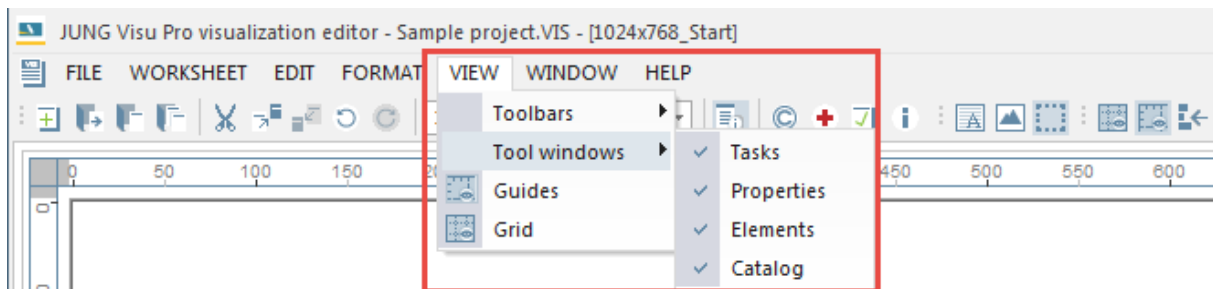 JUNG Visu Pro visualization editor - Sample project.VIS - [1024x768_Start]
FILE WORKSHEET EDIT FORMAT VIEW WINDOW HELP
Toolbars
Tool windows
Guides
Grid
Tasks
Properties
Elements
Catalog
0 50 100 150 450 500 550 600
0